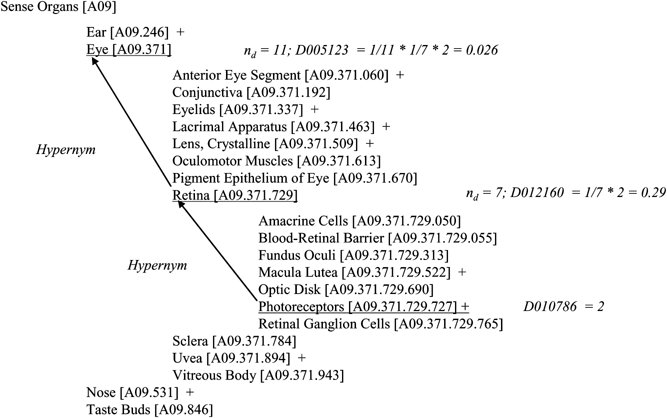 Sense Organs [A09]
Ear [A09.246] +
Eye [A09.371] n_d = 11; D005123 = 1/11 * 1/7 * 2 = 0.026
Anterior Eye Segment [A09.371.060] +
Conjunctiva [A09.371.192]
Eyelids [A09.371.337] +
Lacrimal Apparatus [A09.371.463] +
Hypernym Lens, Crystalline [A09.371.509] +
Oculomotor Muscles [A09.371.613]
Pigment Epithelium of Eye [A09.371.670]
Retina [A09.371.729] n_d = 7; D012160 = 1/7 * 2 = 0.29
Amacrine Cells [A09.371.729.050]
Blood-Retinal Barrier [A09.371.729.055]
Fundus Oculi [A09.371.729.313]
Hypernym Macula Lutea [A09.371.729.522] +
Optic Disk [A09.371.729.690]
Photoreceptors [A09.371.729.727] + D010786 = 2
Retinal Ganglion Cells [A09.371.729.765]
Sclera [A09.371.784]
Uvea [A09.371.894] +
Vitreous Body [A09.371.943]
Nose [A09.531] +
Taste Buds [A09.846]